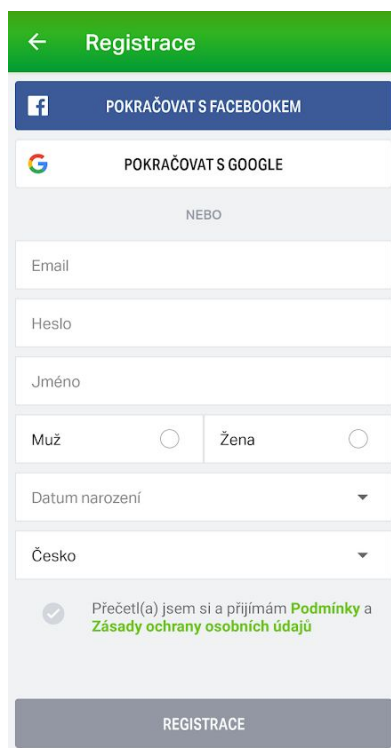 Registrace
POKRAČOVAT S FACEBOOKEM
POKRAČOVAT S GOOGLE
NEBO
Email
Heslo
Jméno
Muž
Žena
Datum narození
Česko
Přečetl(a) jsem si a přijímám Podmínky a
Zásady ochrany osobních údajů
REGISTRACE